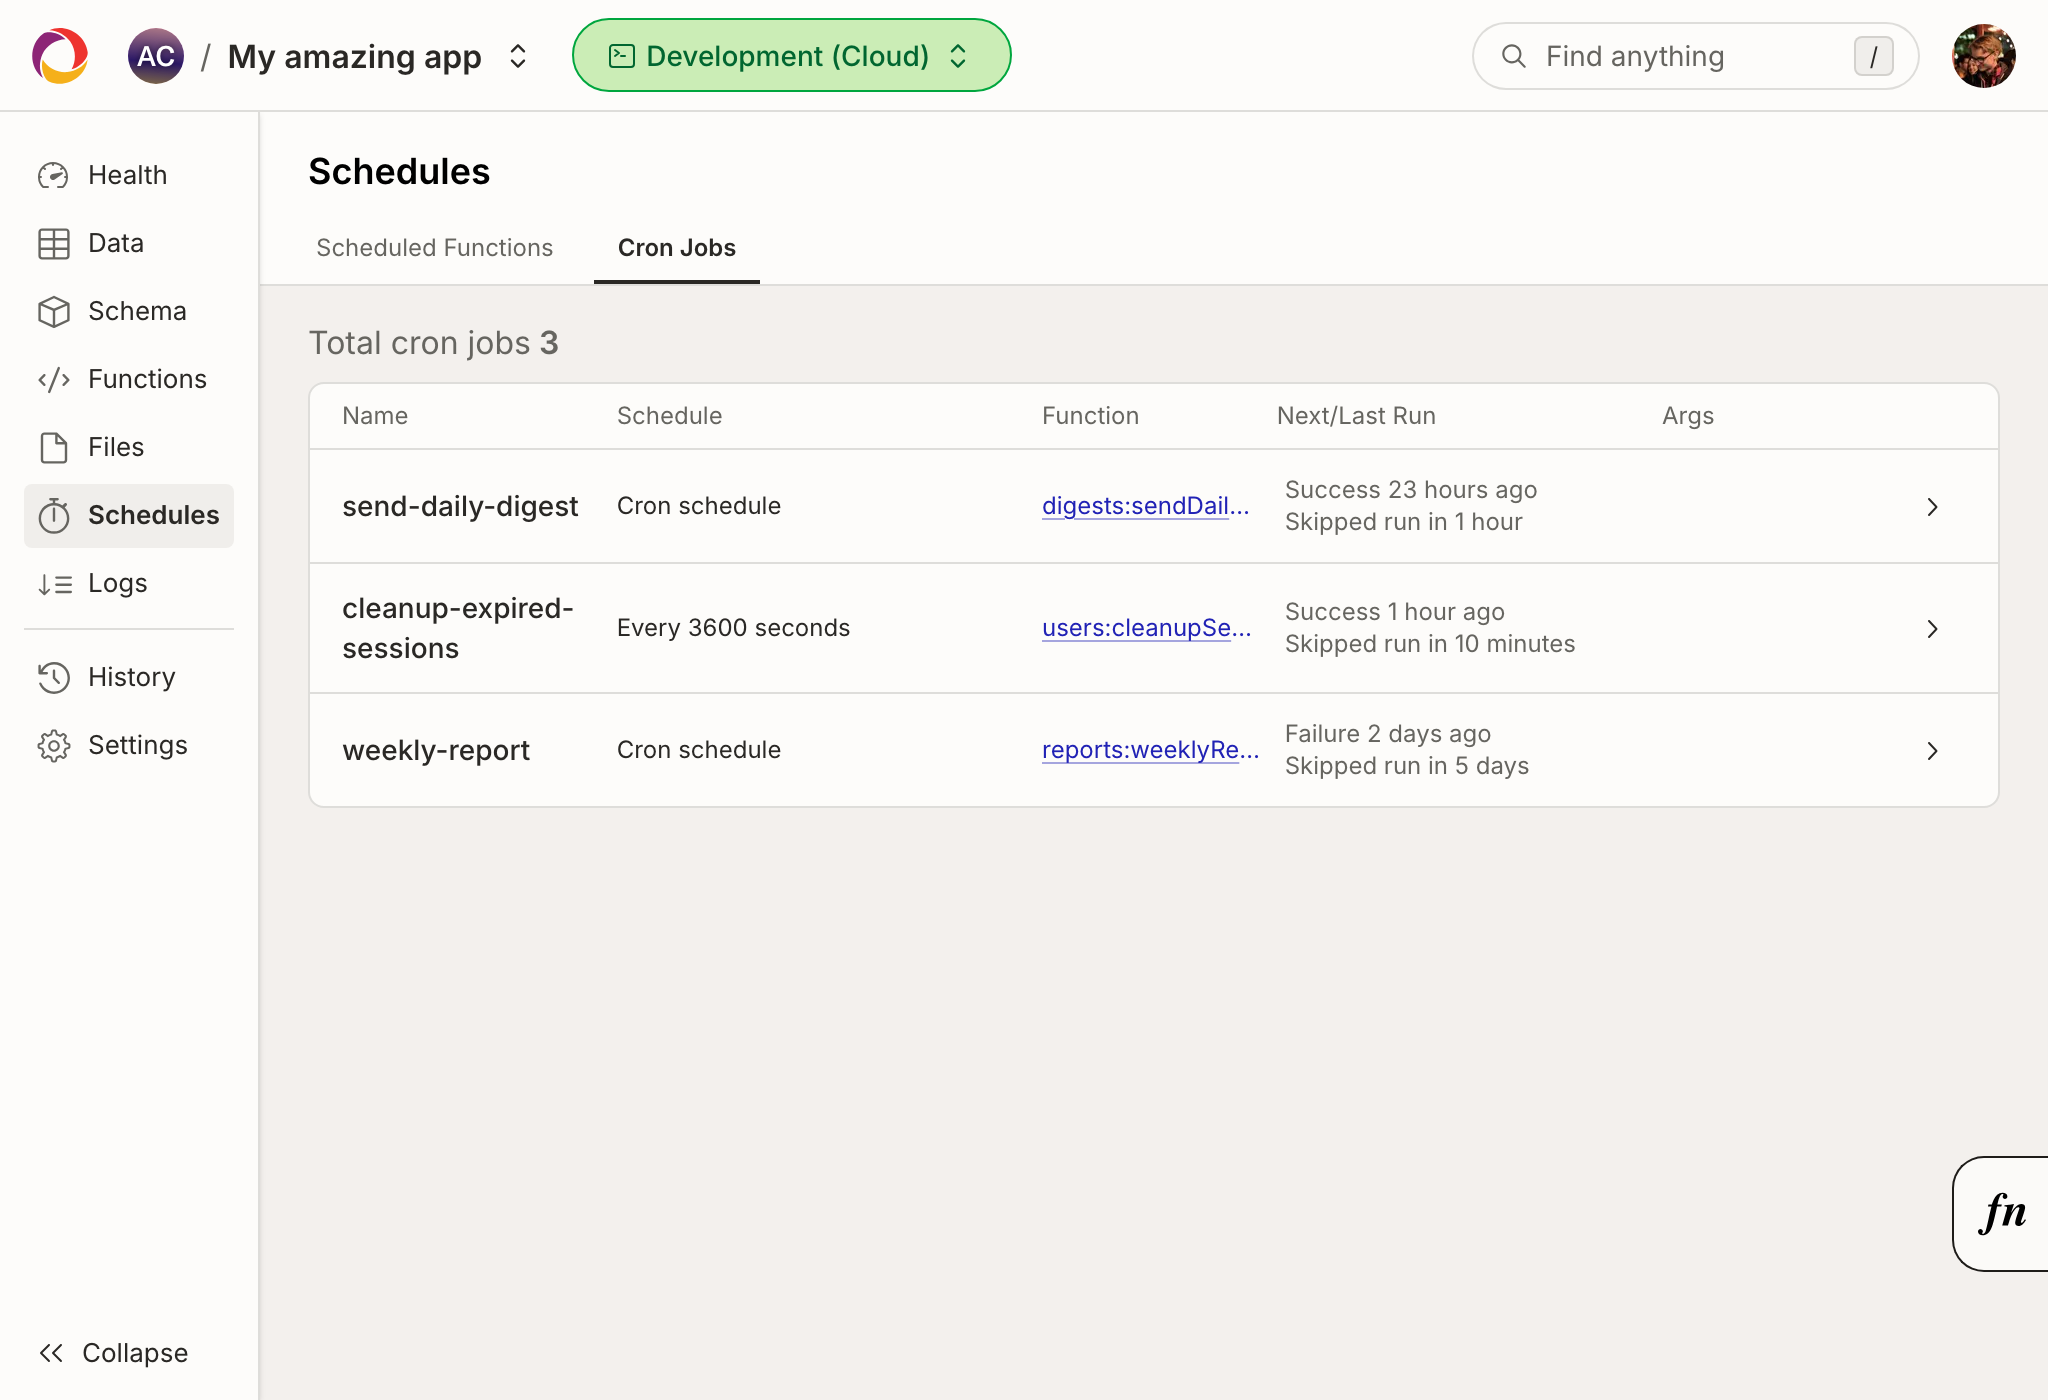 AC / My amazing app
Development (Cloud)
Find anything
/
Health
Data
Schema
Functions
Files
Schedules
Logs
History
Settings
Collapse
Schedules
Scheduled Functions
Cron Jobs
Total cron jobs 3
Name Schedule Function Next/Last Run Args
send-daily-digest Cron schedule digests:sendDail... Success 23 hours ago
Skipped run in 1 hour
cleanup-expired-
sessions
Every 3600 seconds
users:cleanupSe...
Success 1 hour ago
Skipped run in 10 minutes
weekly-report Cron schedule reports:weeklyRe... Failure 2 days ago
Skipped run in 5 days
fn